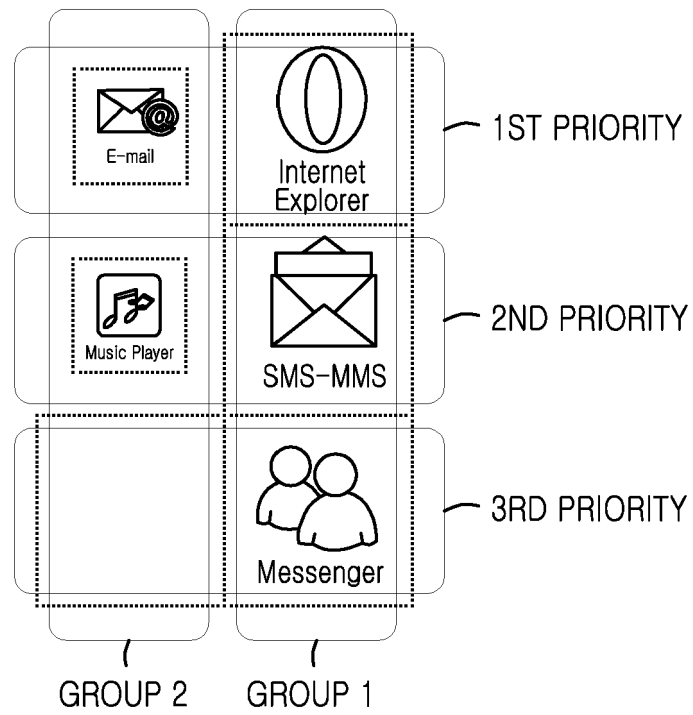 @
E-mail
Internet
Explorer
1ST PRIORITY
Music Player
SMS-MMS
2ND PRIORITY
Messenger
3RD PRIORITY
GROUP 2
GROUP 1